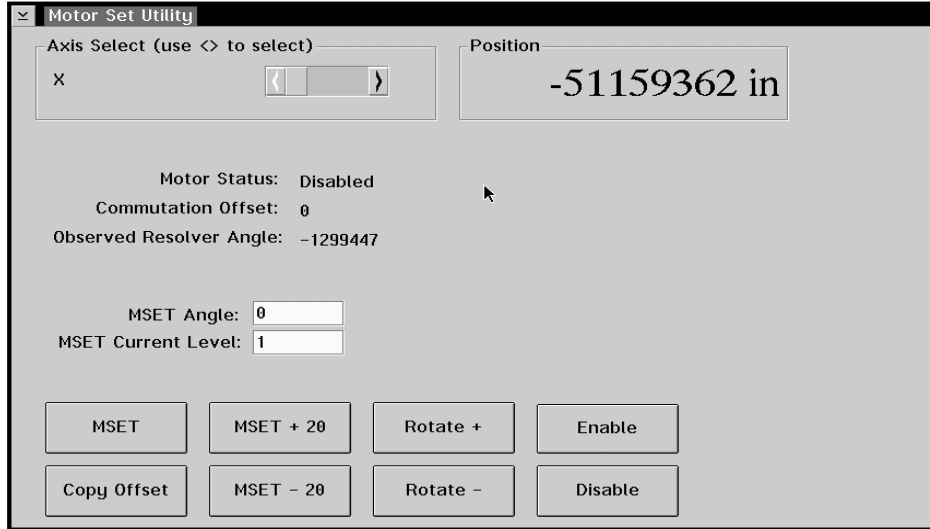 Motor Set Utility
Axis Select (use <> to select)
X
Position
-51159362 in
Motor Status: Disabled
Commutation Offset: 0
Observed Resolver Angle: -1299447
MSET Angle: 0
MSET Current Level: 1
MSET MSET + 20 Rotate + Enable
Copy Offset MSET - 20 Rotate - Disable